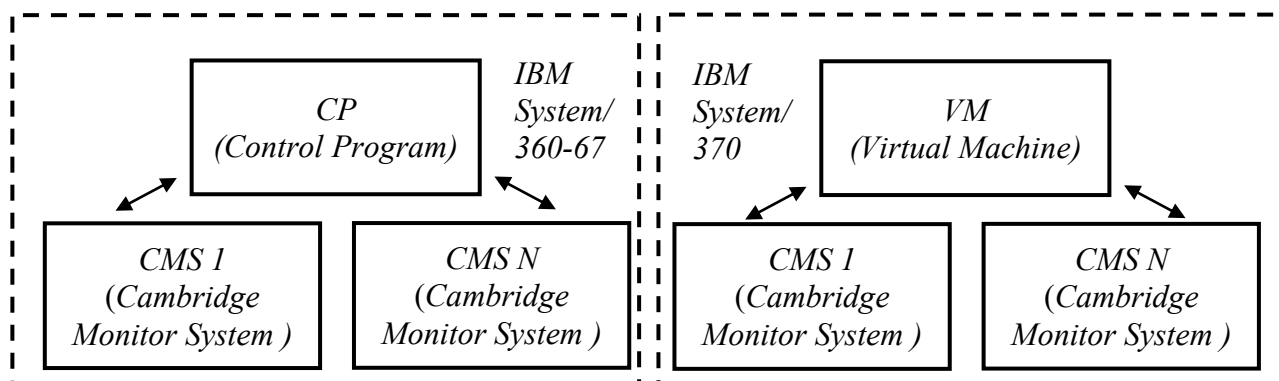 CP
(Control Program)
IBM
System/
360-67
CMS 1
(Cambridge
Monitor System )
CMS N
(Cambridge
Monitor System )
IBM
System/
370
VM
(Virtual Machine)
CMS 1
(Cambridge
Monitor System )
CMS N
(Cambridge
Monitor System )